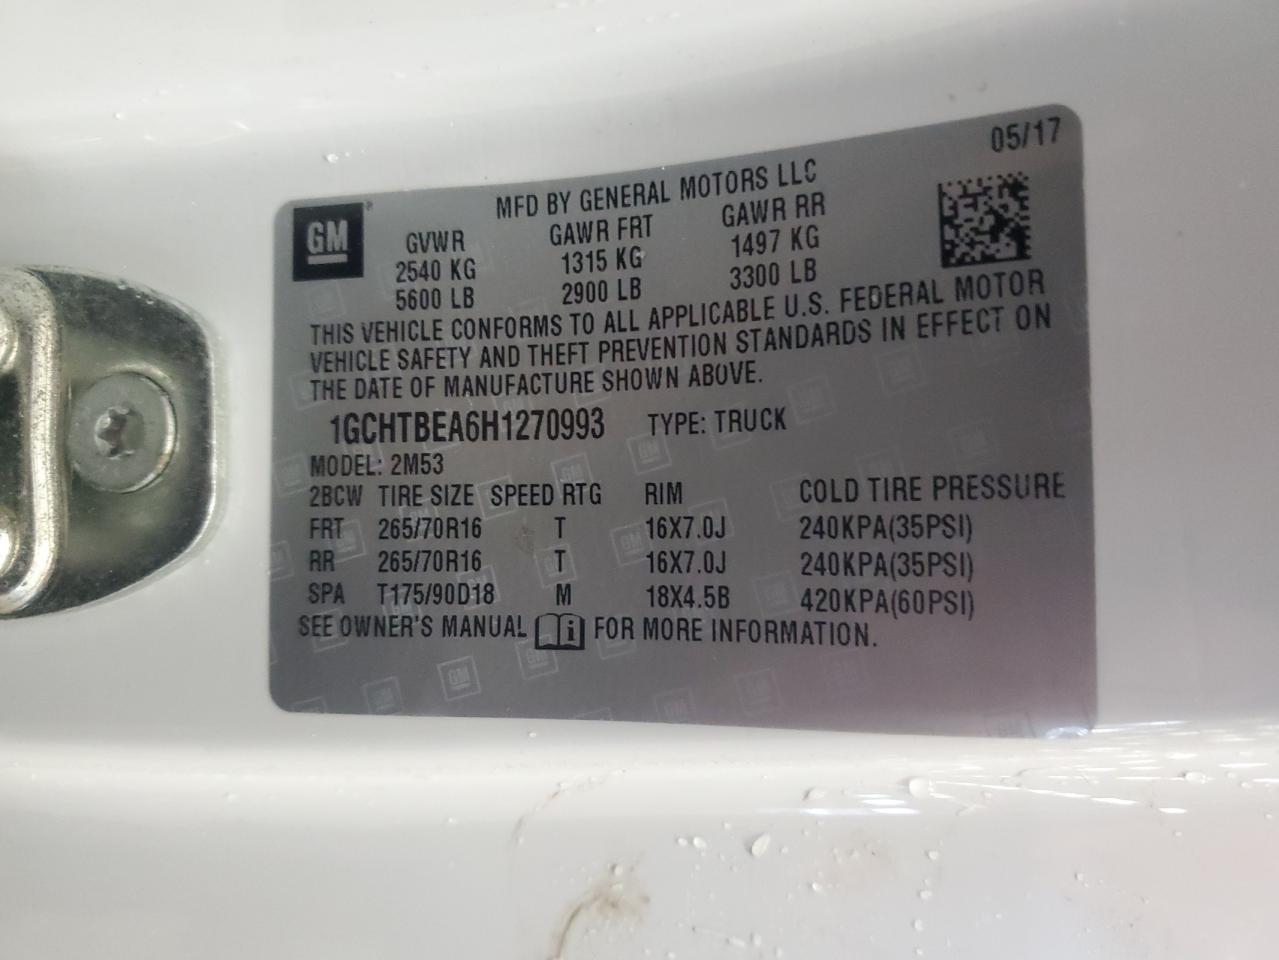 05/17
MFD BY GENERAL MOTORS LLC
GM®
GVWR GAWR FRT GAWR RR
2540 KG 1315 KG 1497 KG
5600 LB 2900 LB 3300 LB
THIS VEHICLE CONFORMS TO ALL APPLICABLE U.S. FEDERAL MOTOR
VEHICLE SAFETY AND THEFT PREVENTION STANDARDS IN EFFECT ON
THE DATE OF MANUFACTURE SHOWN ABOVE.
1GCHTBEA6H1270993 TYPE: TRUCK
MODEL: 2M53
2BCW TIRE SIZE SPEED RTG RIM COLD TIRE PRESSURE
FRT 265/70R16 T 16X7.0J 240KPA(35PSI)
RR 265/70R16 T 16X7.0J 240KPA(35PSI)
SPA T175/90D18 M 18X4.5B 420KPA(60PSI)
SEE OWNER'S MANUAL FOR MORE INFORMATION.